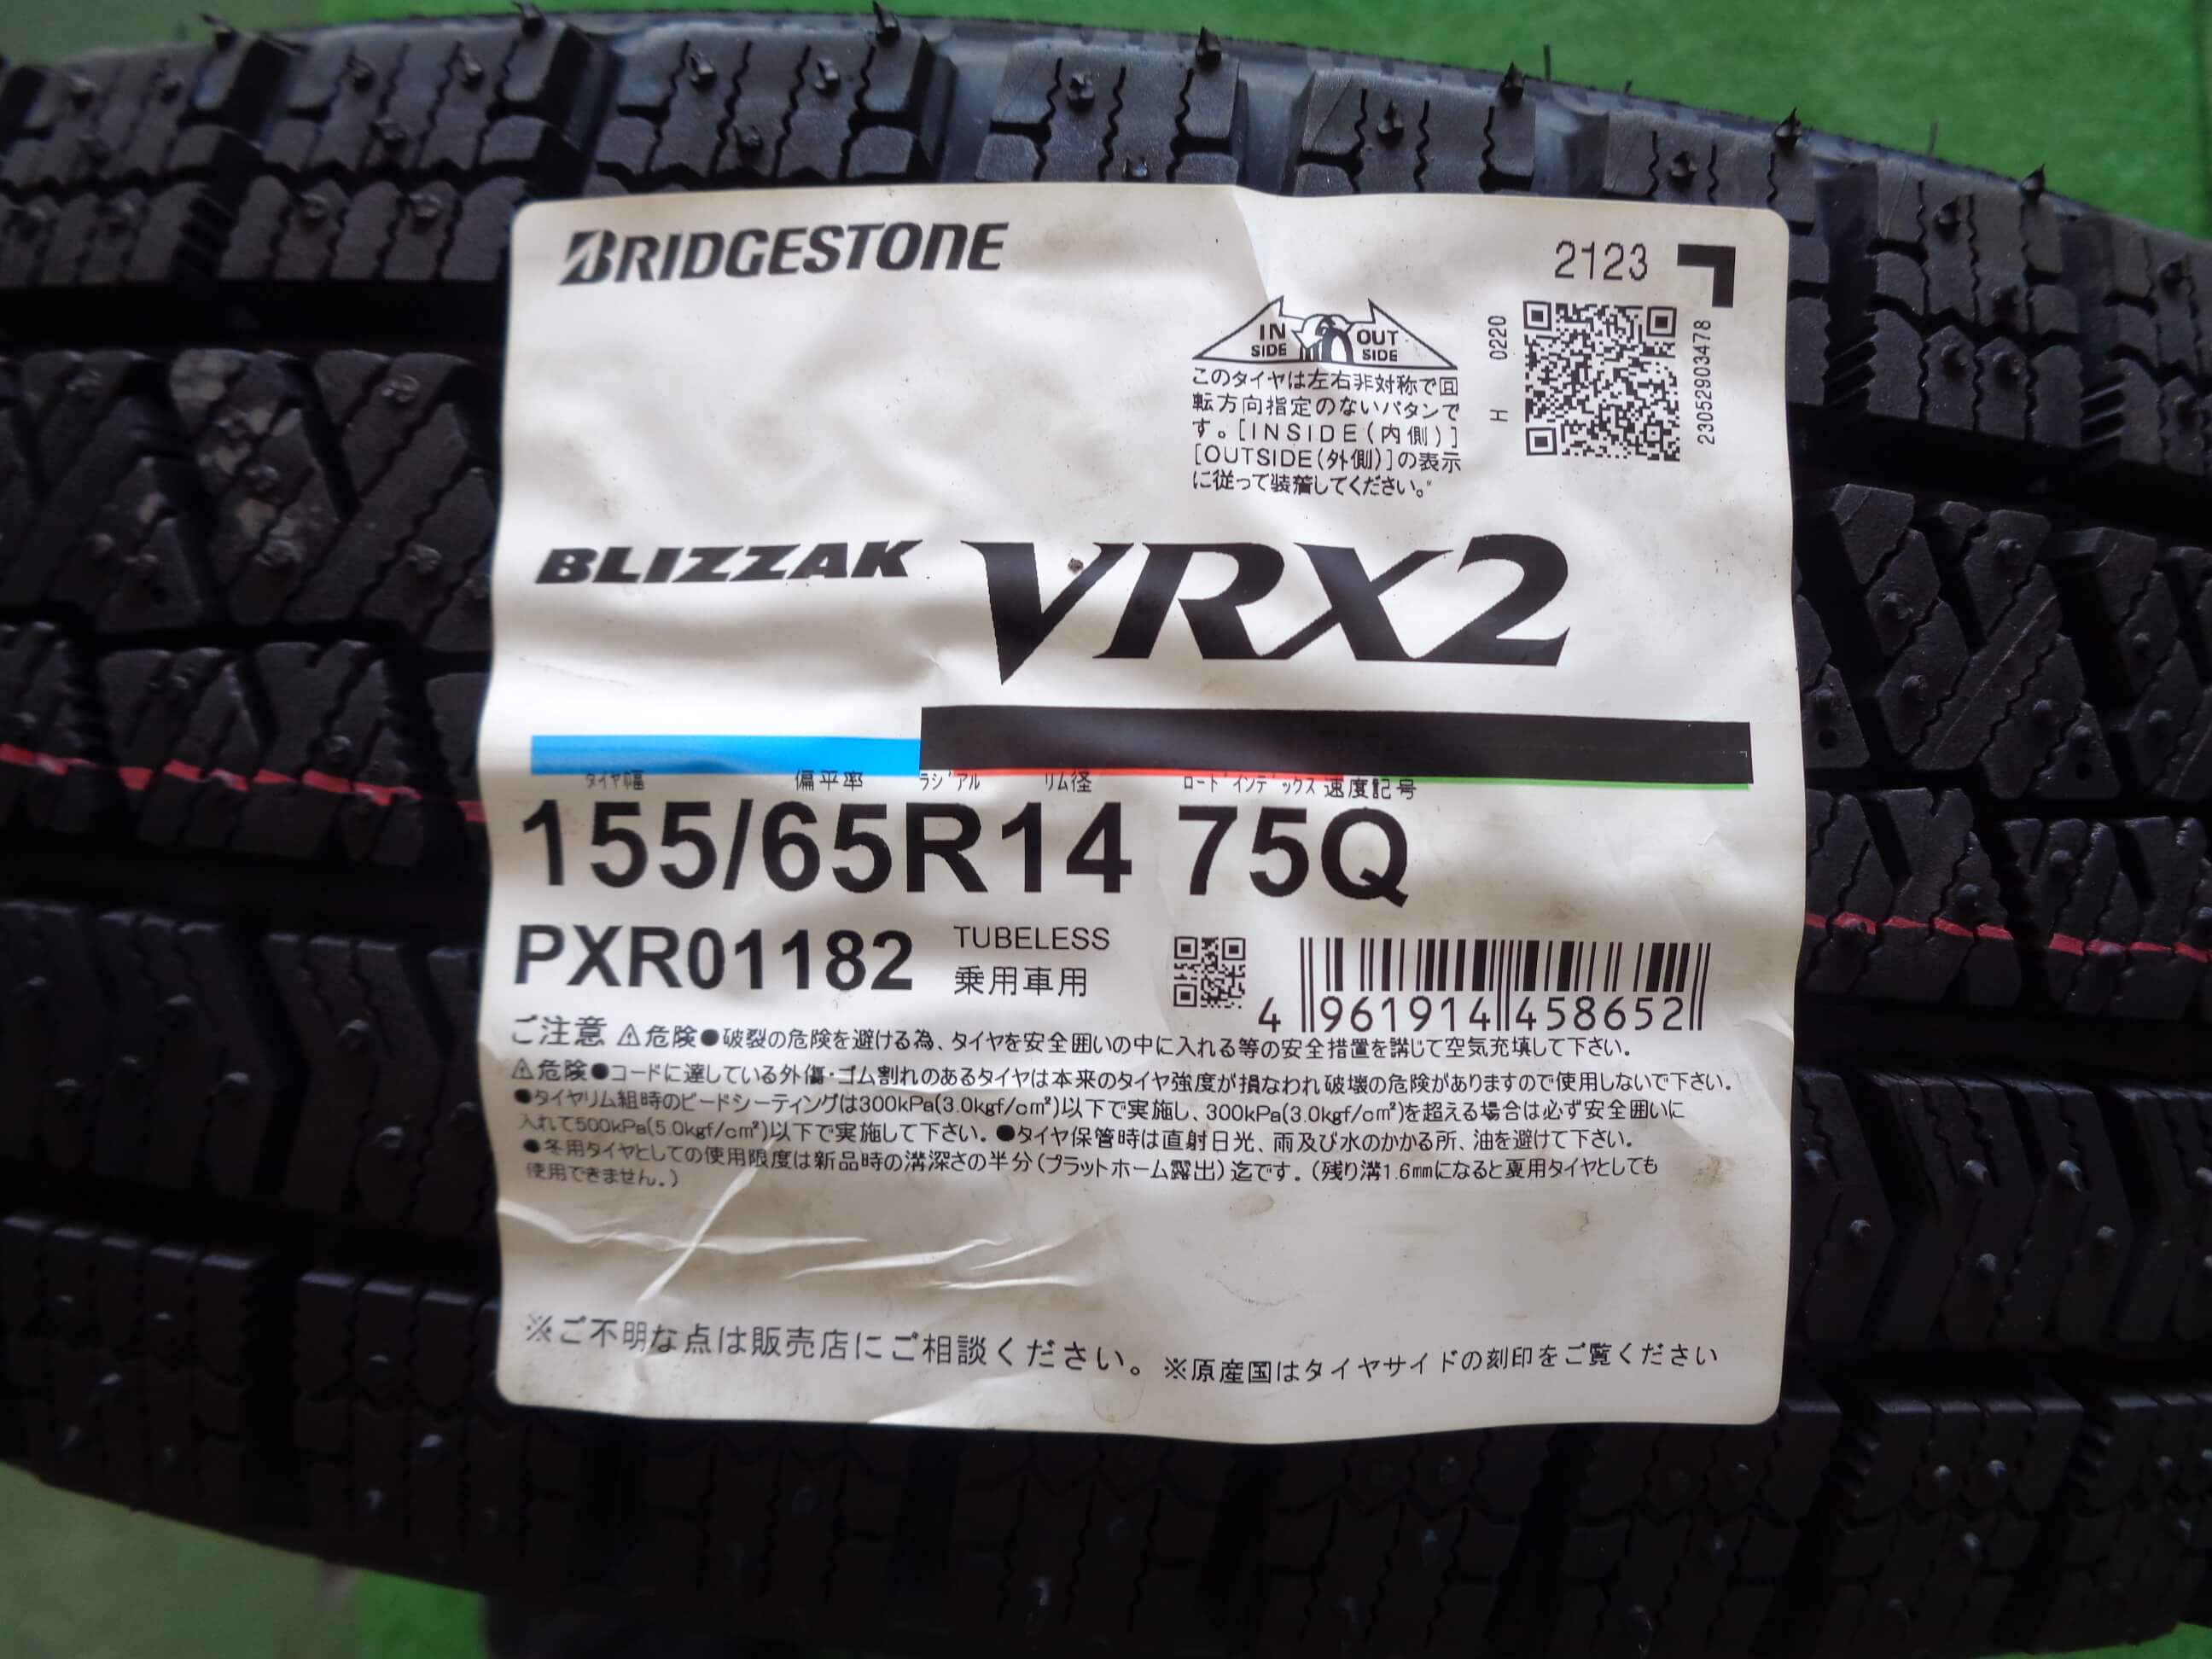 BRIDGESTONE
2123
IN SIDE OUT SIDE
H 0220
23052903478
このタイヤは左右非対称で回
転方向指定のないパタンで
す。[INSIDE(内側)]
[OUTSIDE(外側)]の表示
に従って装着してください。
BLIZZAK VRX2
タイヤ幅 偏平率 ラジアル リム径 ロードインデックス 速度記号
155/65R14 75Q
PXR01182 TUBELESS
乗用車用
4 961914 458652
ご注意 ⚠危険●破裂の危険を避ける為、タイヤを安全囲いの中に入れる等の安全措置を講じて空気充填して下さい。
⚠危険●コードに達している外傷・ゴム割れのあるタイヤは本来のタイヤ強度が損なわれ破壊の危険がありますので使用しないで下さい。
●タイヤリム組時のビードシーティングは300kPa(3.0kgf/c㎡)以下で実施し、300kPa(3.0kgf/c㎡)を超える場合は必ず安全囲いに
入れて500kPa(5.0kgf/c㎡)以下で実施して下さい。●タイヤ保管時は直射日光、雨及び水のかかる所、油を避けて下さい。
●冬用タイヤとしての使用限度は新品時の溝深さの半分(プラットホーム露出)迄です。(残り溝1.6㎜になると夏用タイヤとしても
使用できません。)
※ご不明な点は販売店にご相談ください。※原産国はタイヤサイドの刻印をご覧ください